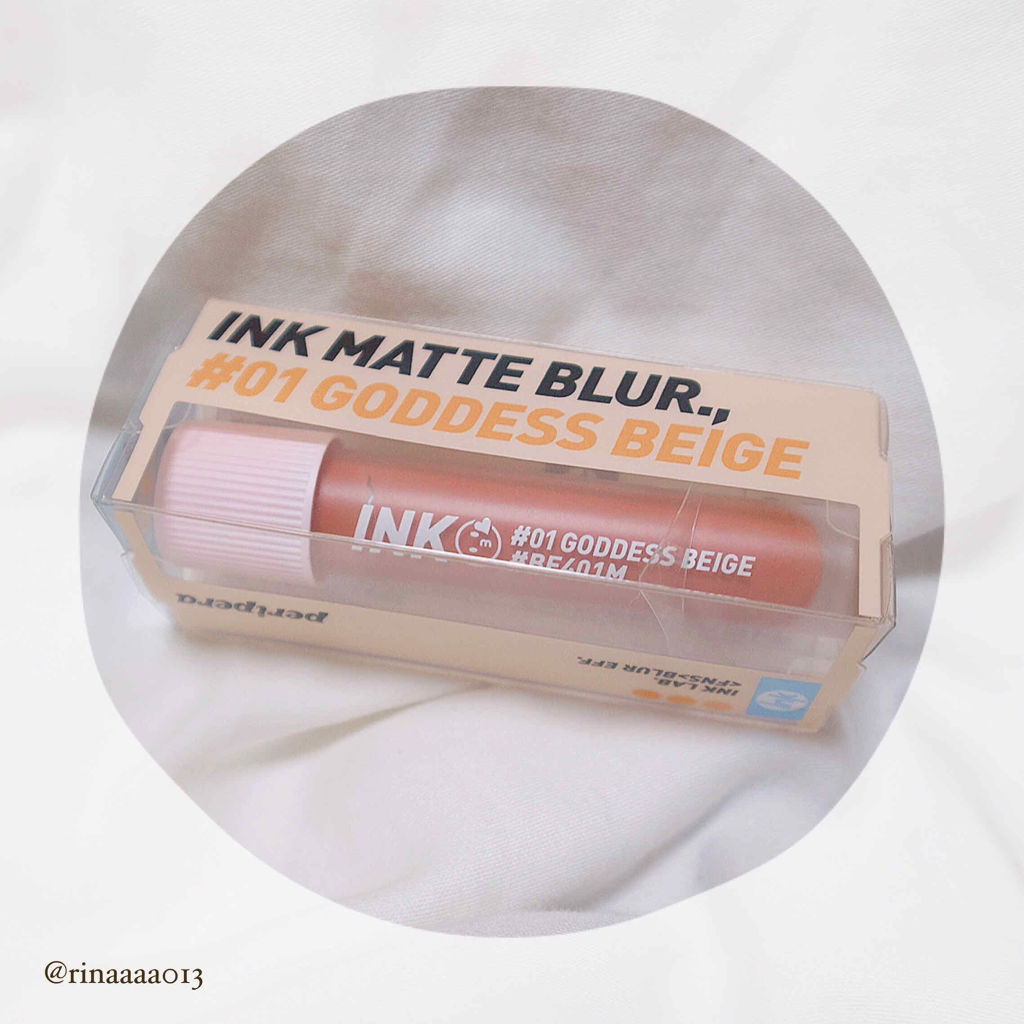 INK MATTE BLUR.,
#01 GODDESS BEIGE
INK
#01 GODDESS BEIGE
#BE/01M
peripera
INK LAB.
<FNS>BLUR EFF.
@rinaaaa013